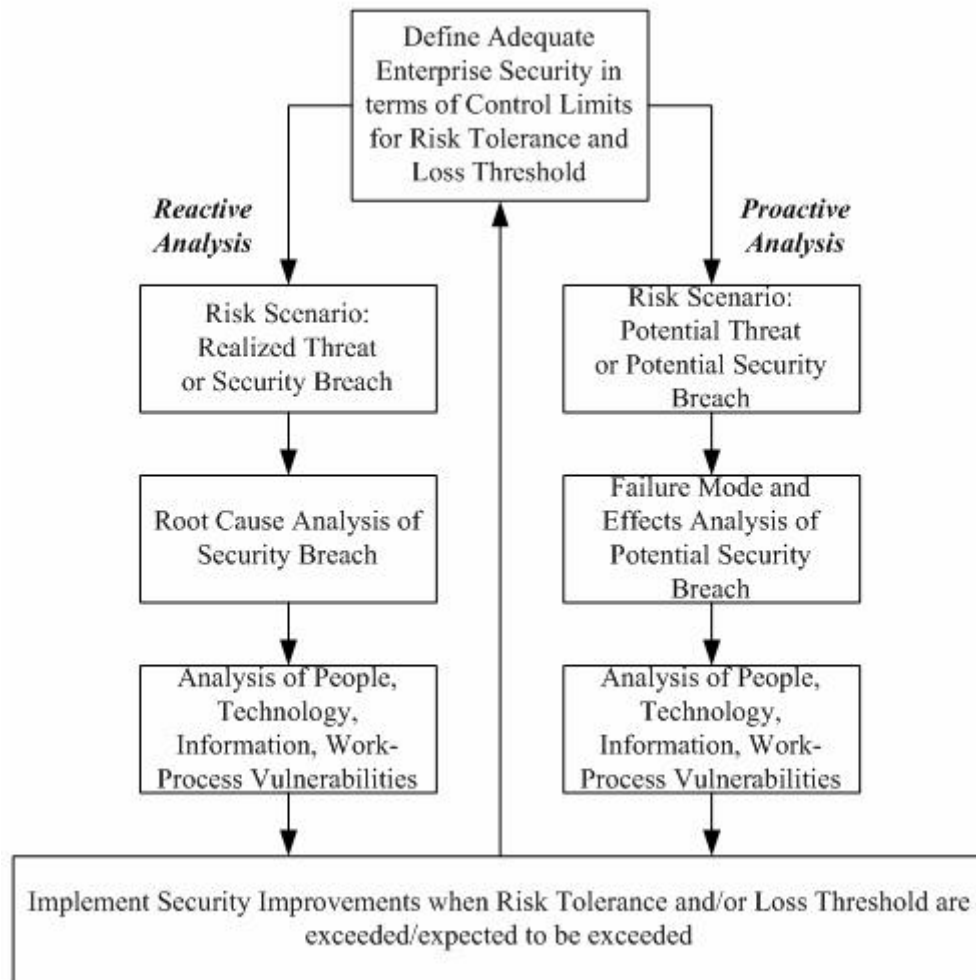 Define Adequate
Enterprise Security in
terms of Control Limits
for Risk Tolerance and
Loss Threshold
Reactive
Analysis
Proactive
Analysis
Risk Scenario:
Realized Threat
or Security Breach
Risk Scenario:
Potential Threat
or Potential Security
Breach
Root Cause Analysis of
Security Breach
Failure Mode and
Effects Analysis of
Potential Security
Breach
Analysis of People,
Technology,
Information, Work-
Process Vulnerabilities
Analysis of People,
Technology,
Information, Work-
Process Vulnerabilities
Implement Security Improvements when Risk Tolerance and/or Loss Threshold are
exceeded/expected to be exceeded